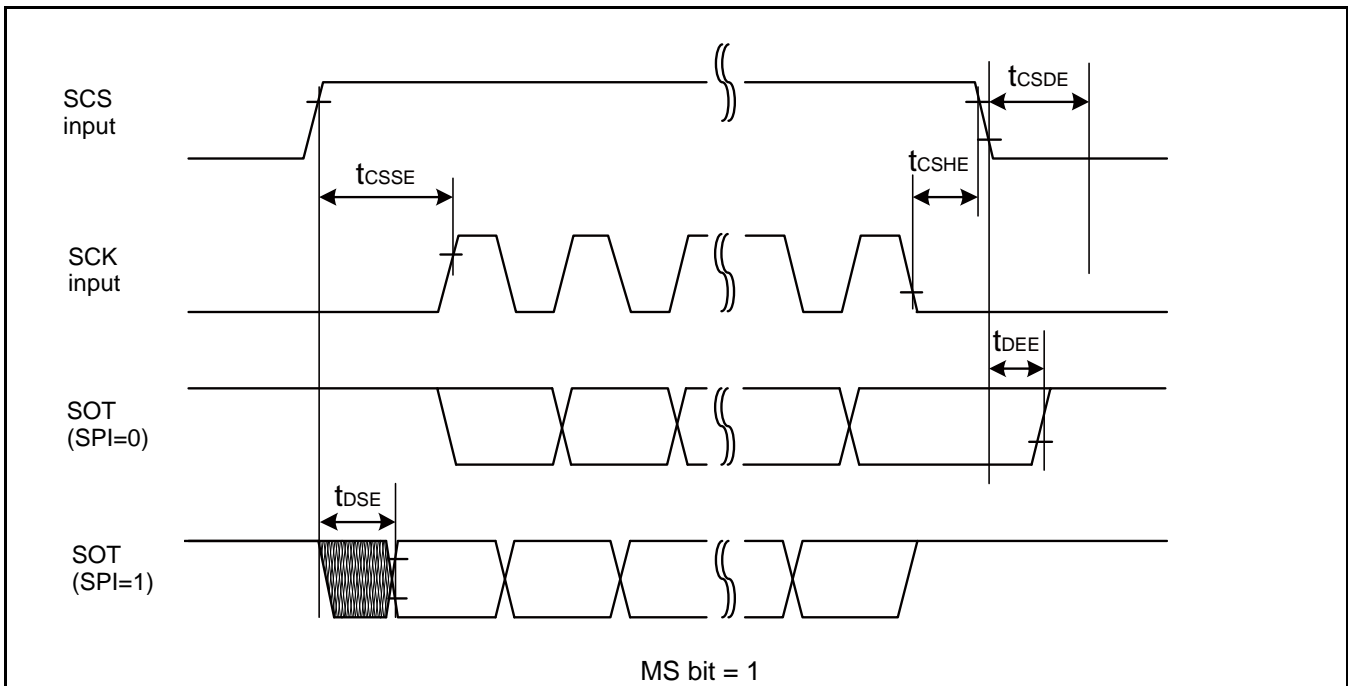 SCS
input
tCSDE
tCSHE
tCSSE
SCK
input
tDEE
SOT
(SPI=0)
tDSE
SOT
(SPI=1)
MS bit = 1